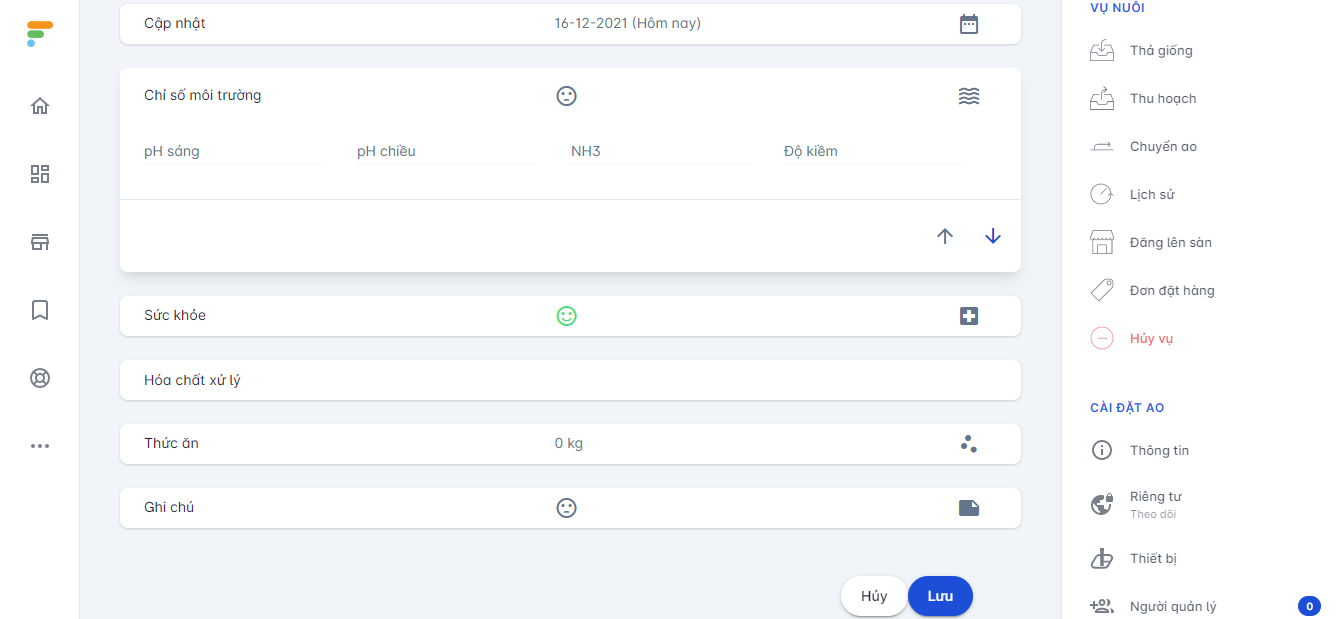 Cập nhật
16-12-2021 (Hôm nay)
Chỉ số môi trường
pH sáng
pH chiều
NH3
Độ kiềm
Sức khỏe
Hóa chất xử lý
Thức ăn
0 kg
Ghi chú
Hủy
Lưu
VỤ NUÔI
Thả giống
Thu hoạch
Chuyển ao
Lịch sử
Đăng lên sàn
Đơn đặt hàng
Hủy vụ
CÀI ĐẶT AO
Thông tin
Riêng tư
Theo dõi
Thiết bị
Người quản lý
0